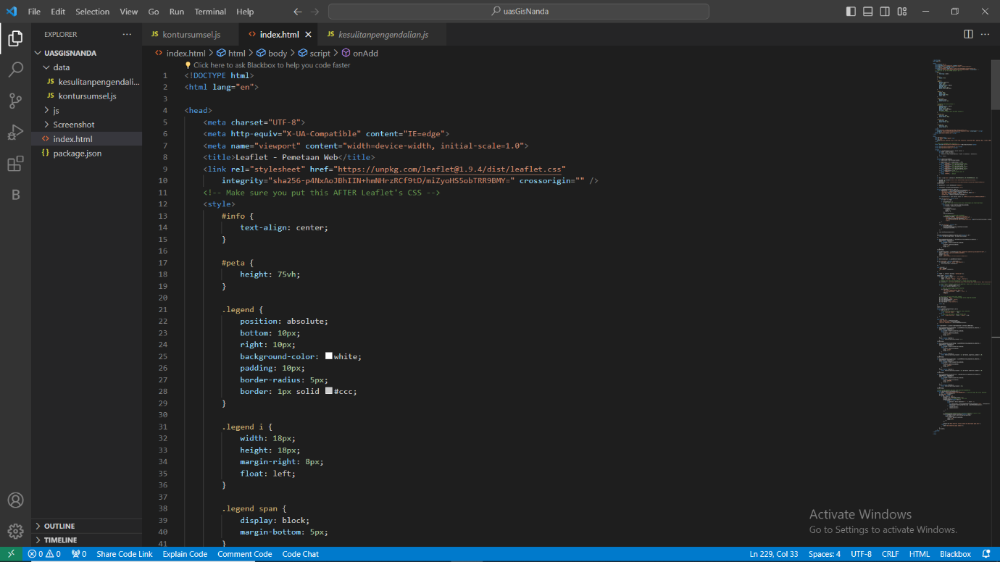 File Edit Selection View Go Run Terminal Help
uasGisNanda
EXPLORER
UASGISNANDA
data
JS kesulitanpengendali...
JS kontursumsel.js
js
Screenshot
<> index.html
{} package.json
OUTLINE
TIMELINE
B
JS kontursumsel.js <> index.html JS kesulitanpengendalian.js
<> index.html > html > body > script > onAdd
Click here to ask Blackbox to help you code faster
1 <!DOCTYPE html>
2 <html lang="en">
3
4 <head>
5 <meta charset="UTF-8">
6 <meta http-equiv="X-UA-Compatible" content="IE=edge">
7 <meta name="viewport" content="width=device-width, initial-scale=1.0">
8 <title>Leaflet - Pemetaan Web</title>
9 <link rel="stylesheet" href="https://unpkg.com/leaflet@1.9.4/dist/leaflet.css"
10 integrity="sha256-p4NxAoJBhIIN+hmNHrzRCf9tD/miZyoHS5obTRR9BMY=" crossorigin="" />
11 <!-- Make sure you put this AFTER Leaflet's CSS -->
12 <style>
13 #info {
14 text-align: center;
15 }
16
17 #peta {
18 height: 75vh;
19 }
20
21 .legend {
22 position: absolute;
23 bottom: 10px;
24 right: 10px;
25 background-color: white;
26 padding: 10px;
27 border-radius: 5px;
28 border: 1px solid #ccc;
29 }
30
31 .legend i {
32 width: 18px;
33 height: 18px;
34 margin-right: 8px;
35 float: left;
36 }
37
38 .legend span {
39 display: block;
40 margin-bottom: 5px;
41 }
Activate Windows
Go to Settings to activate Windows.
0 0 0 Share Code Link Explain Code Comment Code Code Chat Ln 229, Col 33 Spaces: 4 UTF-8 CRLF HTML Blackbox